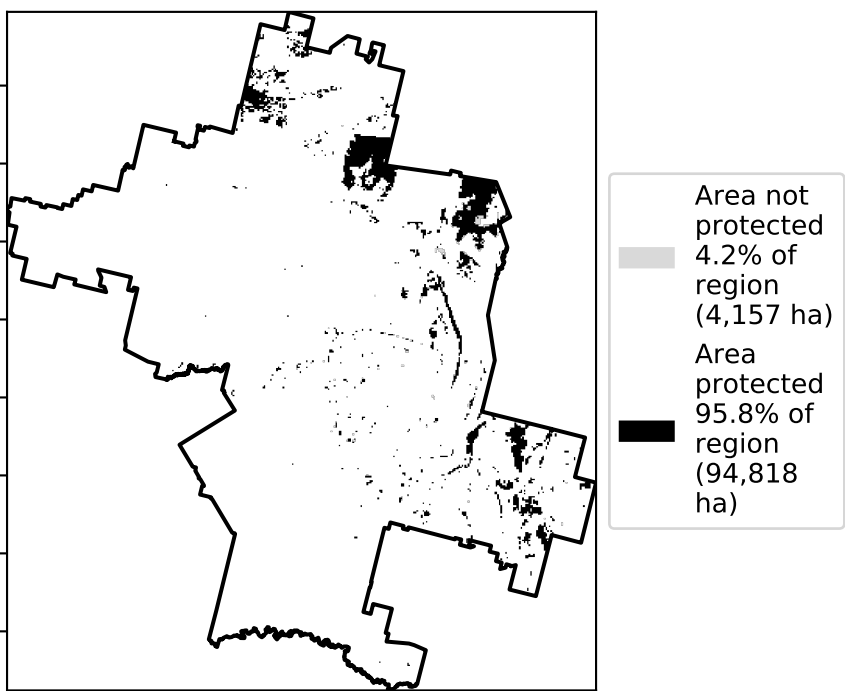 Area not
protected
4.2% of
region
(4,157 ha)
Area
protected
95.8% of
region
(94,818
ha)